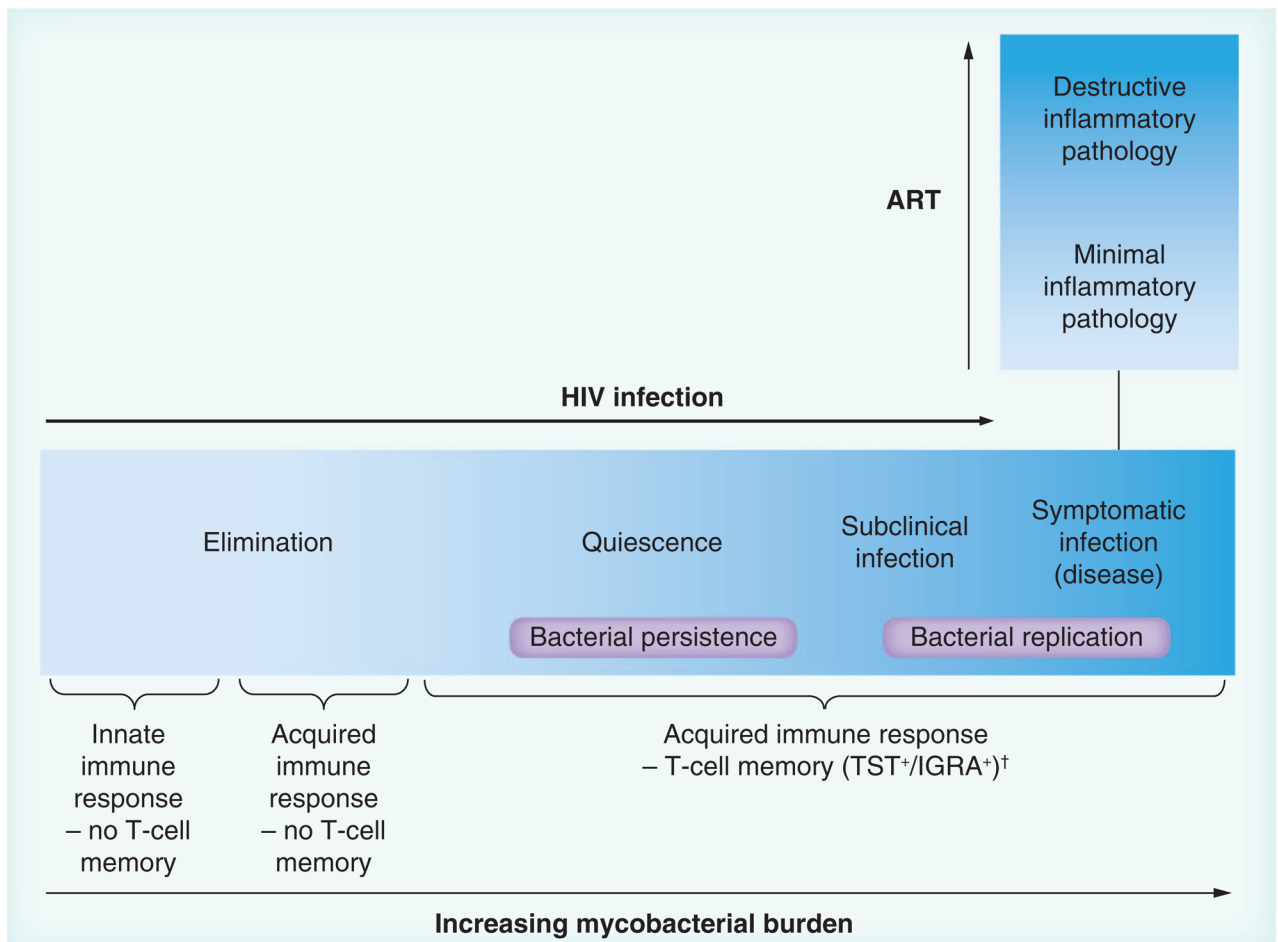 Destructive
inflammatory
pathology
ART
Minimal
inflammatory
pathology
HIV infection
Elimination
Quiescence
Subclinical
infection
Symptomatic
infection
(disease)
Bacterial persistence
Bacterial replication
Innate
immune
response
– no T-cell
memory
Acquired
immune
response
– no T-cell
memory
Acquired immune response
– T-cell memory (TST⁺/IGRA⁺)†
Increasing mycobacterial burden